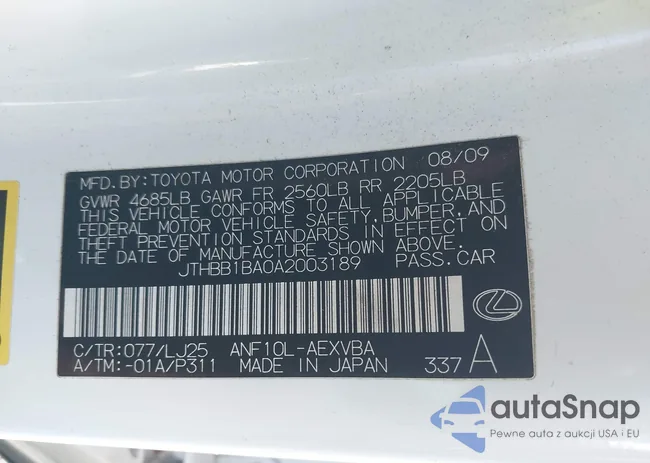 MFD. BY: TOYOTA MOTOR CORPORATION 08/09
GVWR 4685LB GAWR FR 2560LB RR 2205LB
THIS VEHICLE CONFORMS TO ALL APPLICABLE
FEDERAL MOTOR VEHICLE SAFETY, BUMPER, AND
THEFT PREVENTION STANDARDS IN EFFECT ON
THE DATE OF MANUFACTURE SHOWN ABOVE.
JTHBB1BA0A2003189 PASS. CAR
C/TR: 077/LJ25 ANF10L-AEXVBA
A/TM: -01A/P311 MADE IN JAPAN 337 A
autaSnap
Pewne auta z aukcji USA i EU